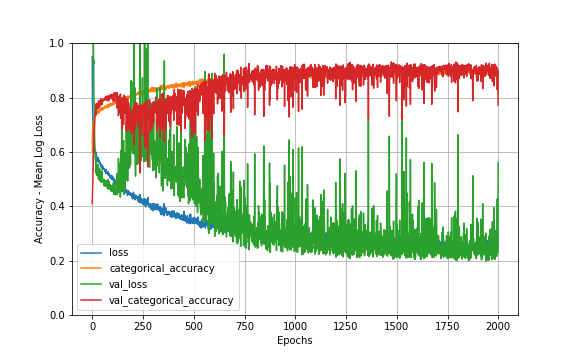 1.0
0.8
0.6
0.4
0.2
0.0
Accuracy - Mean Log Loss
loss
categorical_accuracy
val_loss
val_categorical_accuracy
0
250
500
750
1000
1250
1500
1750
2000
Epochs